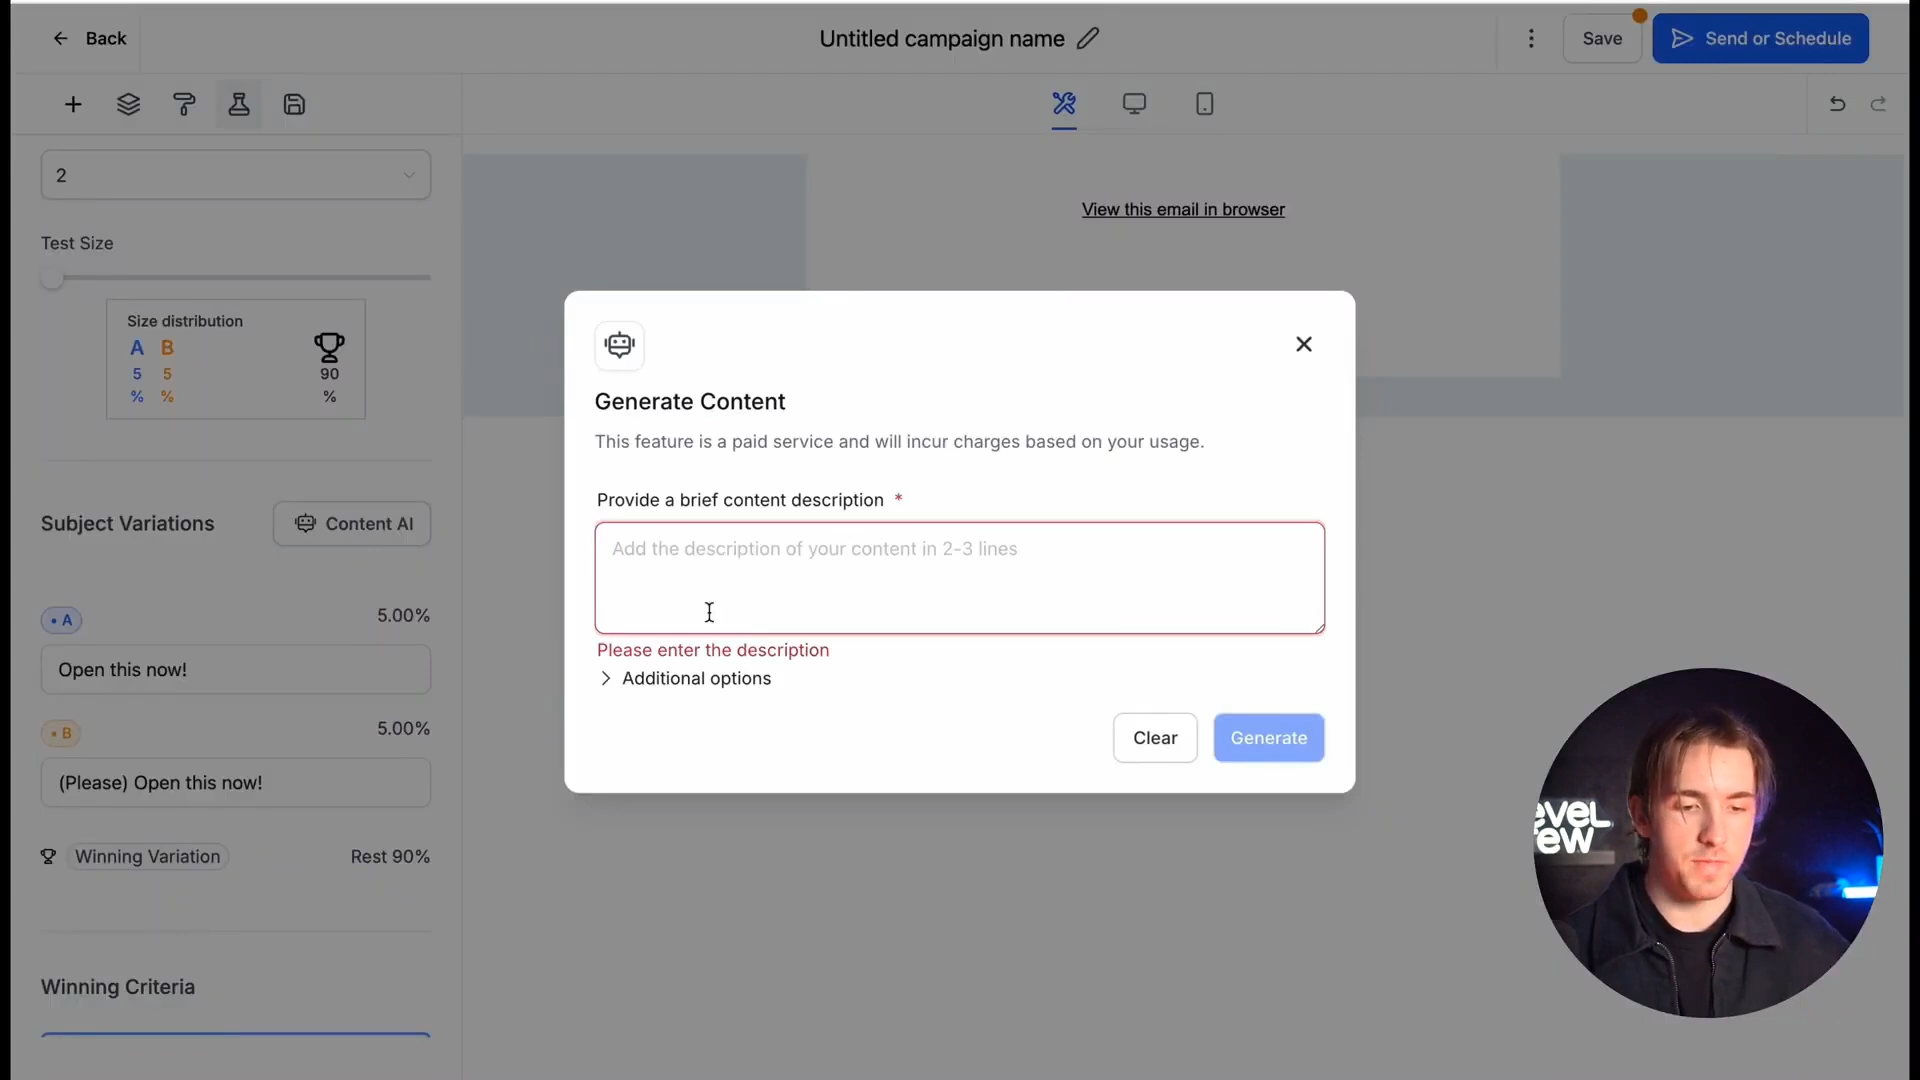 Back
Untitled campaign name
Save
Send or Schedule
2
Test Size
Size distribution
A B
5 5 90
% % %
Subject Variations
Content AI
• A 5.00%
Open this now!
• B 5.00%
(Please) Open this now!
Winning Variation Rest 90%
Winning Criteria
View this email in browser
Generate Content
This feature is a paid service and will incur charges based on your usage.
Provide a brief content description *
Add the description of your content in 2-3 lines
Please enter the description
Additional options
Clear
Generate